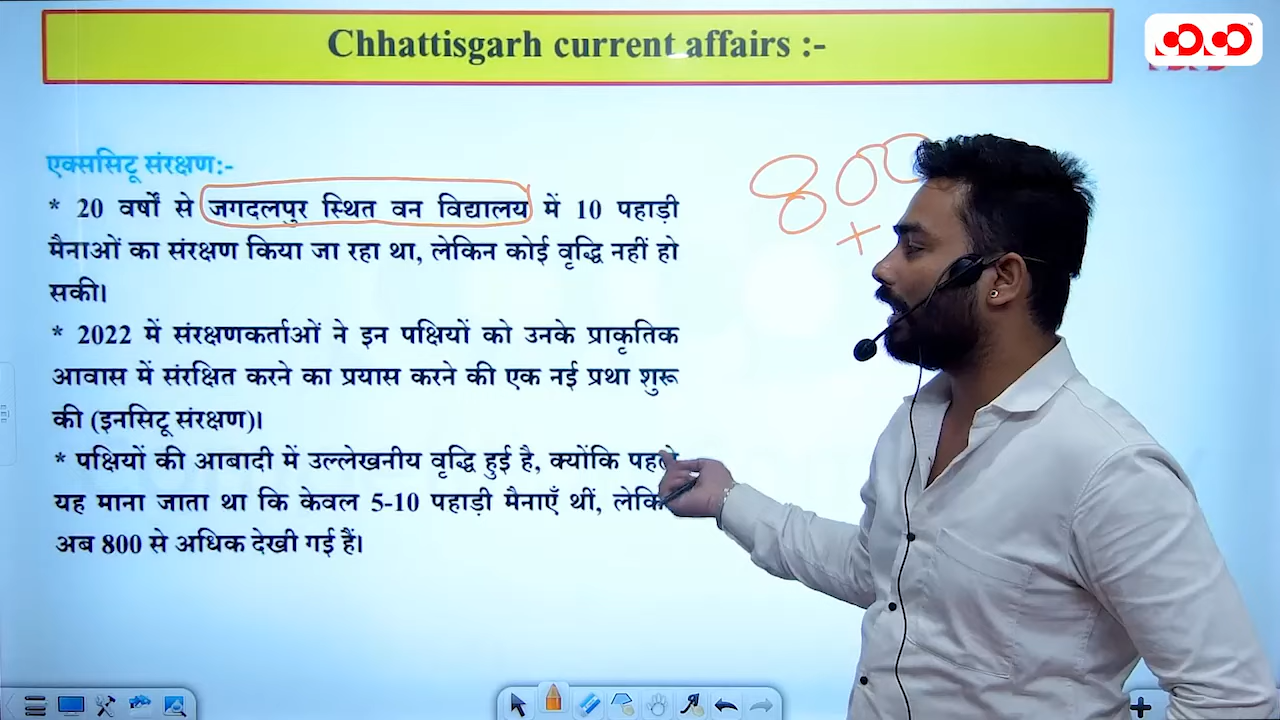 Chhattisgarh current affairs :-
एक्ससिटू संरक्षण:-
* 20 वर्षों से जगदलपुर स्थित वन विद्यालय में 10 पहाड़ी
मैनाओं का संरक्षण किया जा रहा था, लेकिन कोई वृद्धि नहीं हो
सकी।
* 2022 में संरक्षणकर्ताओं ने इन पक्षियों को उनके प्राकृतिक
आवास में संरक्षित करने का प्रयास करने की एक नई प्रथा शुरू
की (इनसिटू संरक्षण)।
* पक्षियों की आबादी में उल्लेखनीय वृद्धि हुई है, क्योंकि पहले
यह माना जाता था कि केवल 5-10 पहाड़ी मैनाएँ थीं, लेकिन
अब 800 से अधिक देखी गई हैं।
800
+